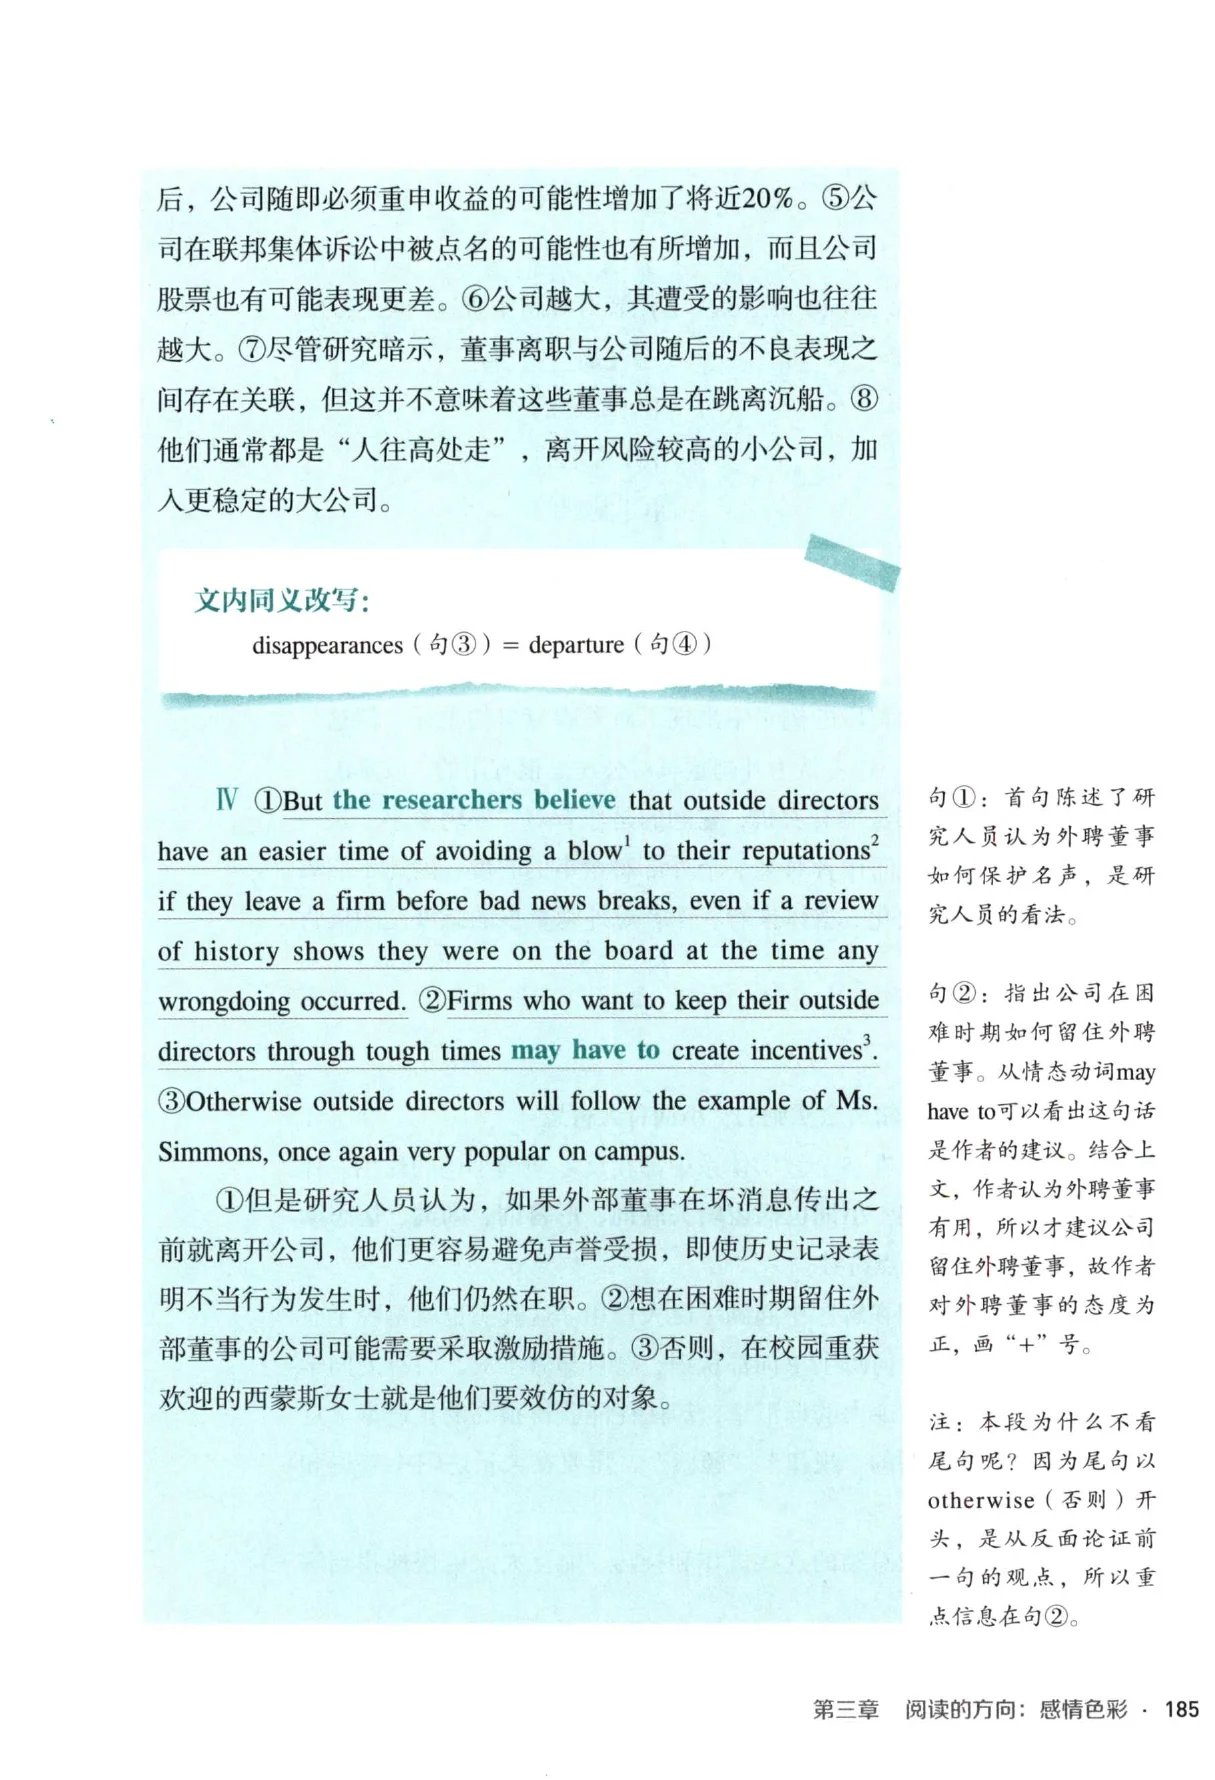 后，公司随即必须重申收益的可能性增加了将近20%。⑤公
司在联邦集体诉讼中被点名的可能性也有所增加，而且公司
股票也有可能表现更差。⑥公司越大，其遭受的影响也往往
越大。⑦尽管研究暗示，董事离职与公司随后的不良表现之
间存在关联，但这并不意味着这些董事总是在跳离沉船。⑧
他们通常都是“人往高处走”，离开风险较高的小公司，加
入更稳定的大公司。
文内同义改写：
disappearances（句③）= departure（句④）
Ⅳ ①But the researchers believe that outside directors
have an easier time of avoiding a blow¹ to their reputations²
if they leave a firm before bad news breaks, even if a review
of history shows they were on the board at the time any
wrongdoing occurred. ②Firms who want to keep their outside
directors through tough times may have to create incentives³.
③Otherwise outside directors will follow the example of Ms.
Simmons, once again very popular on campus.
①但是研究人员认为，如果外部董事在坏消息传出之
前就离开公司，他们更容易避免声誉受损，即使历史记录表
明不当行为发生时，他们仍然在职。②想在困难时期留住外
部董事的公司可能需要采取激励措施。③否则，在校园重获
欢迎的西蒙斯女士就是他们要效仿的对象。
句①：首句陈述了研
究人员认为外聘董事
如何保护名声，是研
究人员的看法。
句②：指出公司在困
难时期如何留住外聘
董事。从情态动词may
have to可以看出这句话
是作者的建议。结合上
文，作者认为外聘董事
有用，所以才建议公司
留住外聘董事，故作者
对外聘董事的态度为
正，画“+”号。
注：本段为什么不看
尾句呢？因为尾句以
otherwise（否则）开
头，是从反面论证前
一句的观点，所以重
点信息在句②。
第三章 阅读的方向：感情色彩 · 185